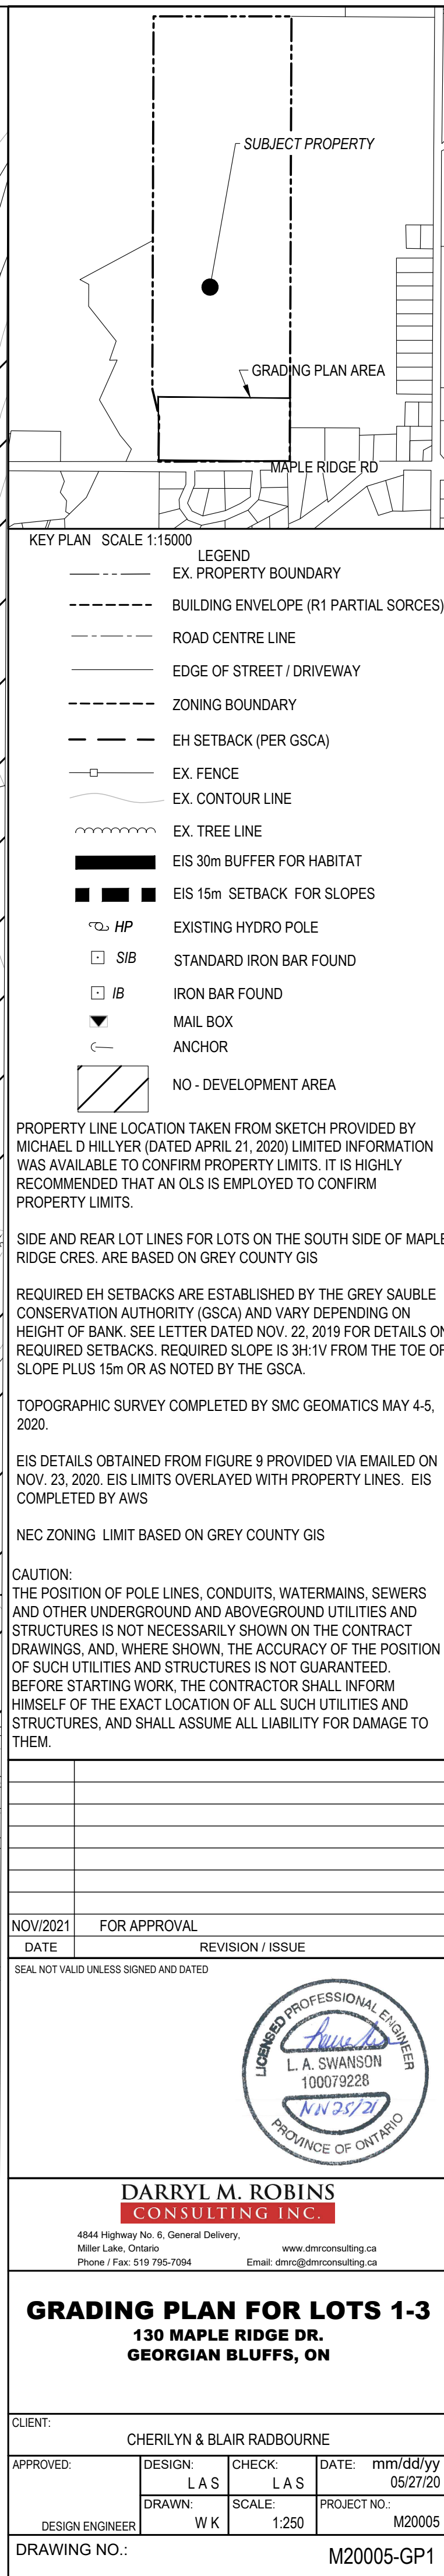 SUBJECT PROPERTY
GRADING PLAN AREA
MAPLE RIDGE RD
KEY PLAN SCALE 1:15000
LEGEND
EX. PROPERTY BOUNDARY
BUILDING ENVELOPE (R1 PARTIAL SORCES)
ROAD CENTRE LINE
EDGE OF STREET / DRIVEWAY
ZONING BOUNDARY
EH SETBACK (PER GSCA)
EX. FENCE
EX. CONTOUR LINE
EX. TREE LINE
EIS 30m BUFFER FOR HABITAT
EIS 15m SETBACK FOR SLOPES
HP EXISTING HYDRO POLE
SIB STANDARD IRON BAR FOUND
IB IRON BAR FOUND
MAIL BOX
ANCHOR
NO - DEVELOPMENT AREA
PROPERTY LINE LOCATION TAKEN FROM SKETCH PROVIDED BY
MICHAEL D HILLYER (DATED APRIL 21, 2020) LIMITED INFORMATION
WAS AVAILABLE TO CONFIRM PROPERTY LIMITS. IT IS HIGHLY
RECOMMENDED THAT AN OLS IS EMPLOYED TO CONFIRM
PROPERTY LIMITS.
SIDE AND REAR LOT LINES FOR LOTS ON THE SOUTH SIDE OF MAPLE
RIDGE CRES. ARE BASED ON GREY COUNTY GIS
REQUIRED EH SETBACKS ARE ESTABLISHED BY THE GREY SAUBLE
CONSERVATION AUTHORITY (GSCA) AND VARY DEPENDING ON
HEIGHT OF BANK. SEE LETTER DATED NOV. 22, 2019 FOR DETAILS ON
REQUIRED SETBACKS. REQUIRED SLOPE IS 3H:1V FROM THE TOE OF
SLOPE PLUS 15m OR AS NOTED BY THE GSCA.
TOPOGRAPHIC SURVEY COMPLETED BY SMC GEOMATICS MAY 4-5,
2020.
EIS DETAILS OBTAINED FROM FIGURE 9 PROVIDED VIA EMAILED ON
NOV. 23, 2020. EIS LIMITS OVERLAYED WITH PROPERTY LINES. EIS
COMPLETED BY AWS
NEC ZONING LIMIT BASED ON GREY COUNTY GIS
CAUTION:
THE POSITION OF POLE LINES, CONDUITS, WATERMAINS, SEWERS
AND OTHER UNDERGROUND AND ABOVEGROUND UTILITIES AND
STRUCTURES IS NOT NECESSARILY SHOWN ON THE CONTRACT
DRAWINGS, AND, WHERE SHOWN, THE ACCURACY OF THE POSITION
OF SUCH UTILITIES AND STRUCTURES IS NOT GUARANTEED.
BEFORE STARTING WORK, THE CONTRACTOR SHALL INFORM
HIMSELF OF THE EXACT LOCATION OF ALL SUCH UTILITIES AND
STRUCTURES, AND SHALL ASSUME ALL LIABILITY FOR DAMAGE TO
THEM.
NOV/2021 FOR APPROVAL
DATE REVISION / ISSUE
SEAL NOT VALID UNLESS SIGNED AND DATED
LICENSED PROFESSIONAL ENGINEER
L. A. SWANSON
100079228
NOV 25/21
PROVINCE OF ONTARIO
DARRYL M. ROBINS
CONSULTING INC.
4844 Highway No. 6, General Delivery,
Miller Lake, Ontario www.dmrconsulting.ca
Phone / Fax: 519 795-7094 Email: dmrc@dmrconsulting.ca
GRADING PLAN FOR LOTS 1-3
130 MAPLE RIDGE DR.
GEORGIAN BLUFFS, ON
CLIENT:
CHERILYN & BLAIR RADBOURNE
APPROVED: DESIGN: CHECK: DATE: mm/dd/yy
L A S L A S 05/27/20
DRAWN: SCALE: PROJECT NO.:
DESIGN ENGINEER W K 1:250 M20005
DRAWING NO.: M20005-GP1